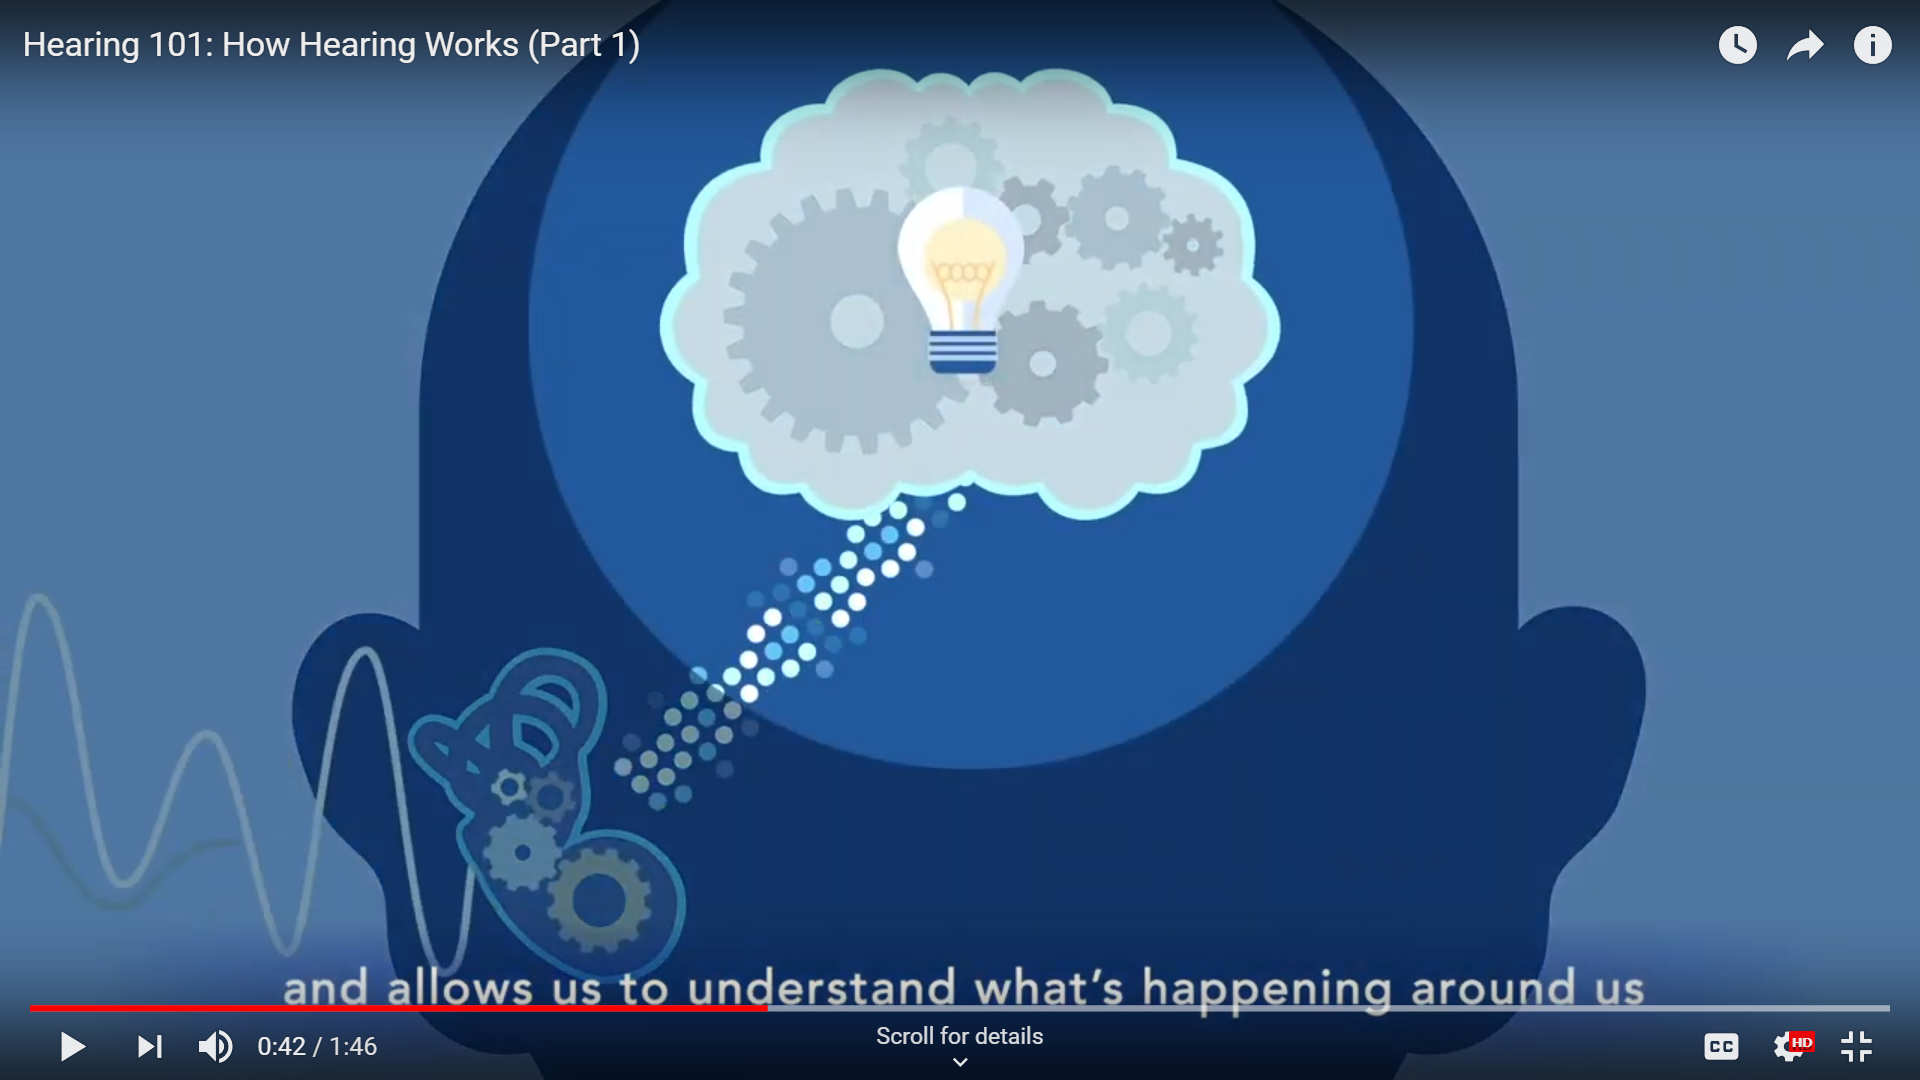 Hearing 101: How Hearing Works (Part 1)
and allows us to understand what's happening around us
0:42 / 1:46
Scroll for details
CC
HD